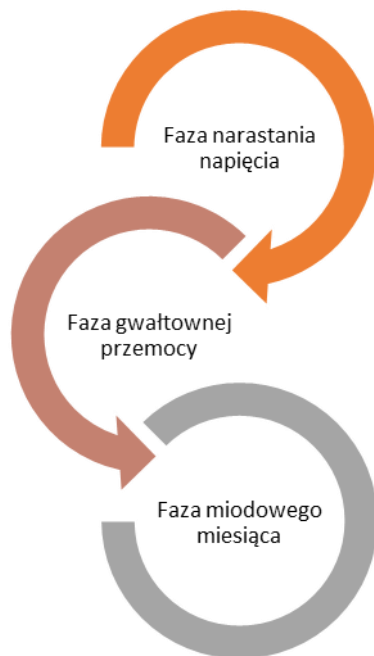 Faza narastania
napięcia
Faza gwałtownej
przemocy
Faza miodowego
miesiąca